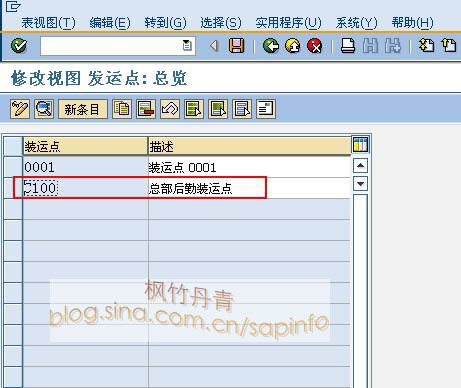 表视图(T) 编辑(E) 转到(G) 选择(S) 实用程序(U) 系统(Y) 帮助(H)
修改视图 发运点: 总览
新条目
装运点 描述
0001 装运点 0001
总部后勤装运点
枫竹丹青
blog.sina.com.cn/sapinfo